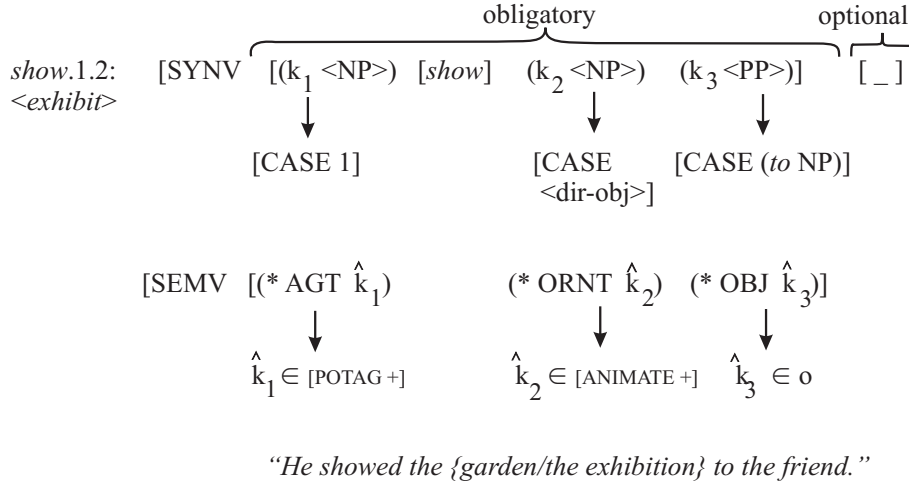 obligatory optional
show.1.2: [SYNV [(k₁ <NP>) [show] (k₂ <NP>) (k₃ <PP>)] [ _ ]
<exhibit>
[CASE 1] [CASE [CASE (to NP)]
<dir-obj>]
[SEMV [(* AGT k̂₁) (* ORNT k̂₂) (* OBJ k̂₃)]
k̂₁ ∈ [POTAG +] k̂₂ ∈ [ANIMATE +] k̂₃ ∈ o
“He showed the {garden/the exhibition} to the friend.”